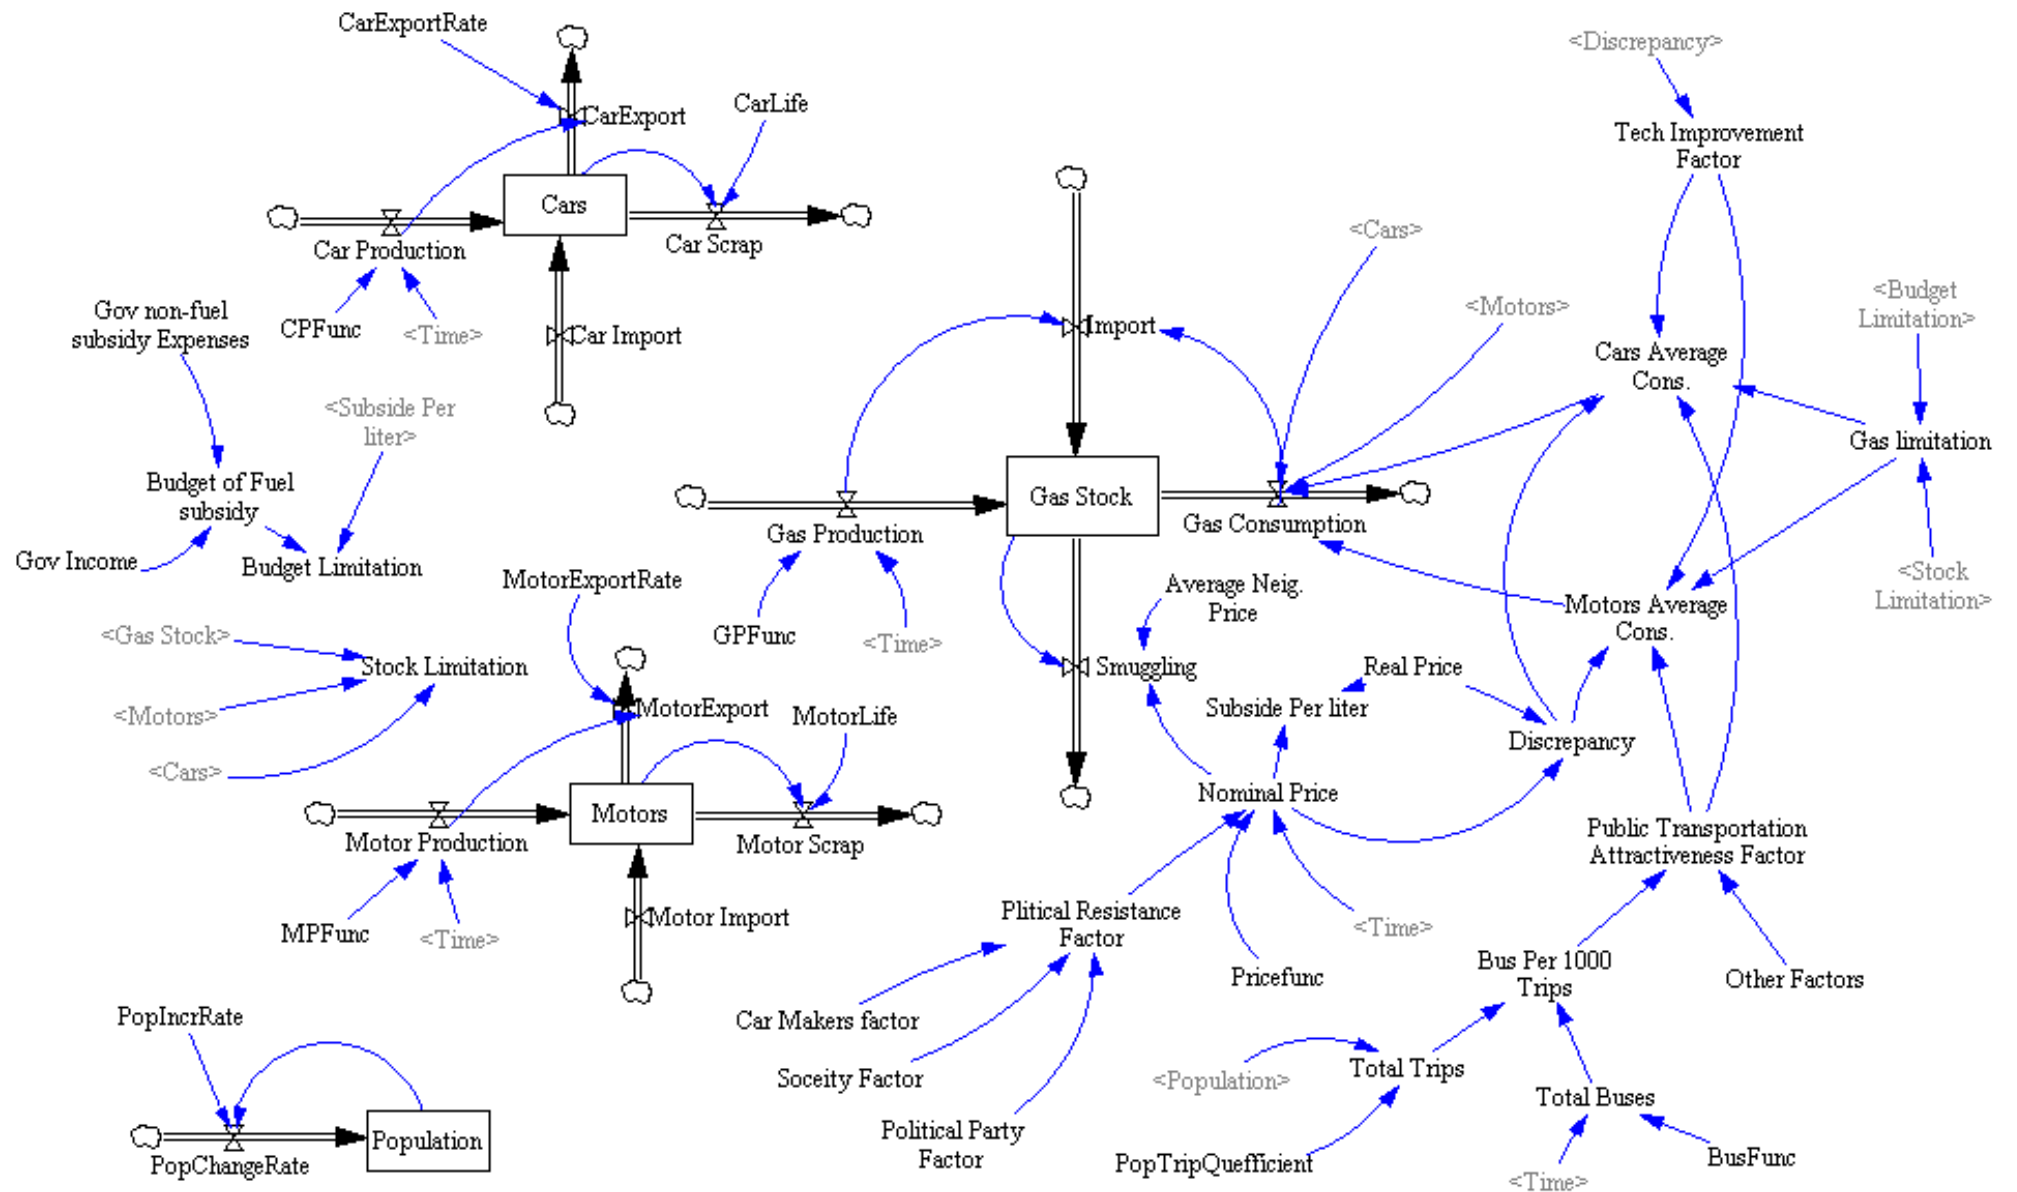 CarExportRate
CarExport
CarLife
Cars
Car Production
Car Scrap
CPFunc
<Time>
Car Import
Gov non-fuel
subsidy Expenses
<Subside Per
liter>
Budget of Fuel
subsidy
Gov Income
Budget Limitation
<Gas Stock>
Stock Limitation
<Motors>
<Cars>
MotorExportRate
MotorExport
MotorLife
Motors
Motor Production
Motor Scrap
MPFunc
<Time>
Motor Import
PopIncrRate
Population
PopChangeRate
Import
<Cars>
<Motors>
Gas Stock
Gas Production
Gas Consumption
GPFunc
<Time>
Average Neig.
Price
Smuggling
Real Price
Subside Per liter
Discrepancy
Nominal Price
Plitical Resistance
Factor
<Time>
Pricefunc
Car Makers factor
Soceity Factor
Political Party
Factor
<Discrepancy>
Tech Improvement
Factor
<Budget
Limitation>
Cars Average
Cons.
Gas limitation
<Stock
Limitation>
Motors Average
Cons.
Public Transportation
Attractiveness Factor
Bus Per 1000
Trips
Other Factors
<Population>
Total Trips
Total Buses
PopTripQuefficient
BusFunc
<Time>